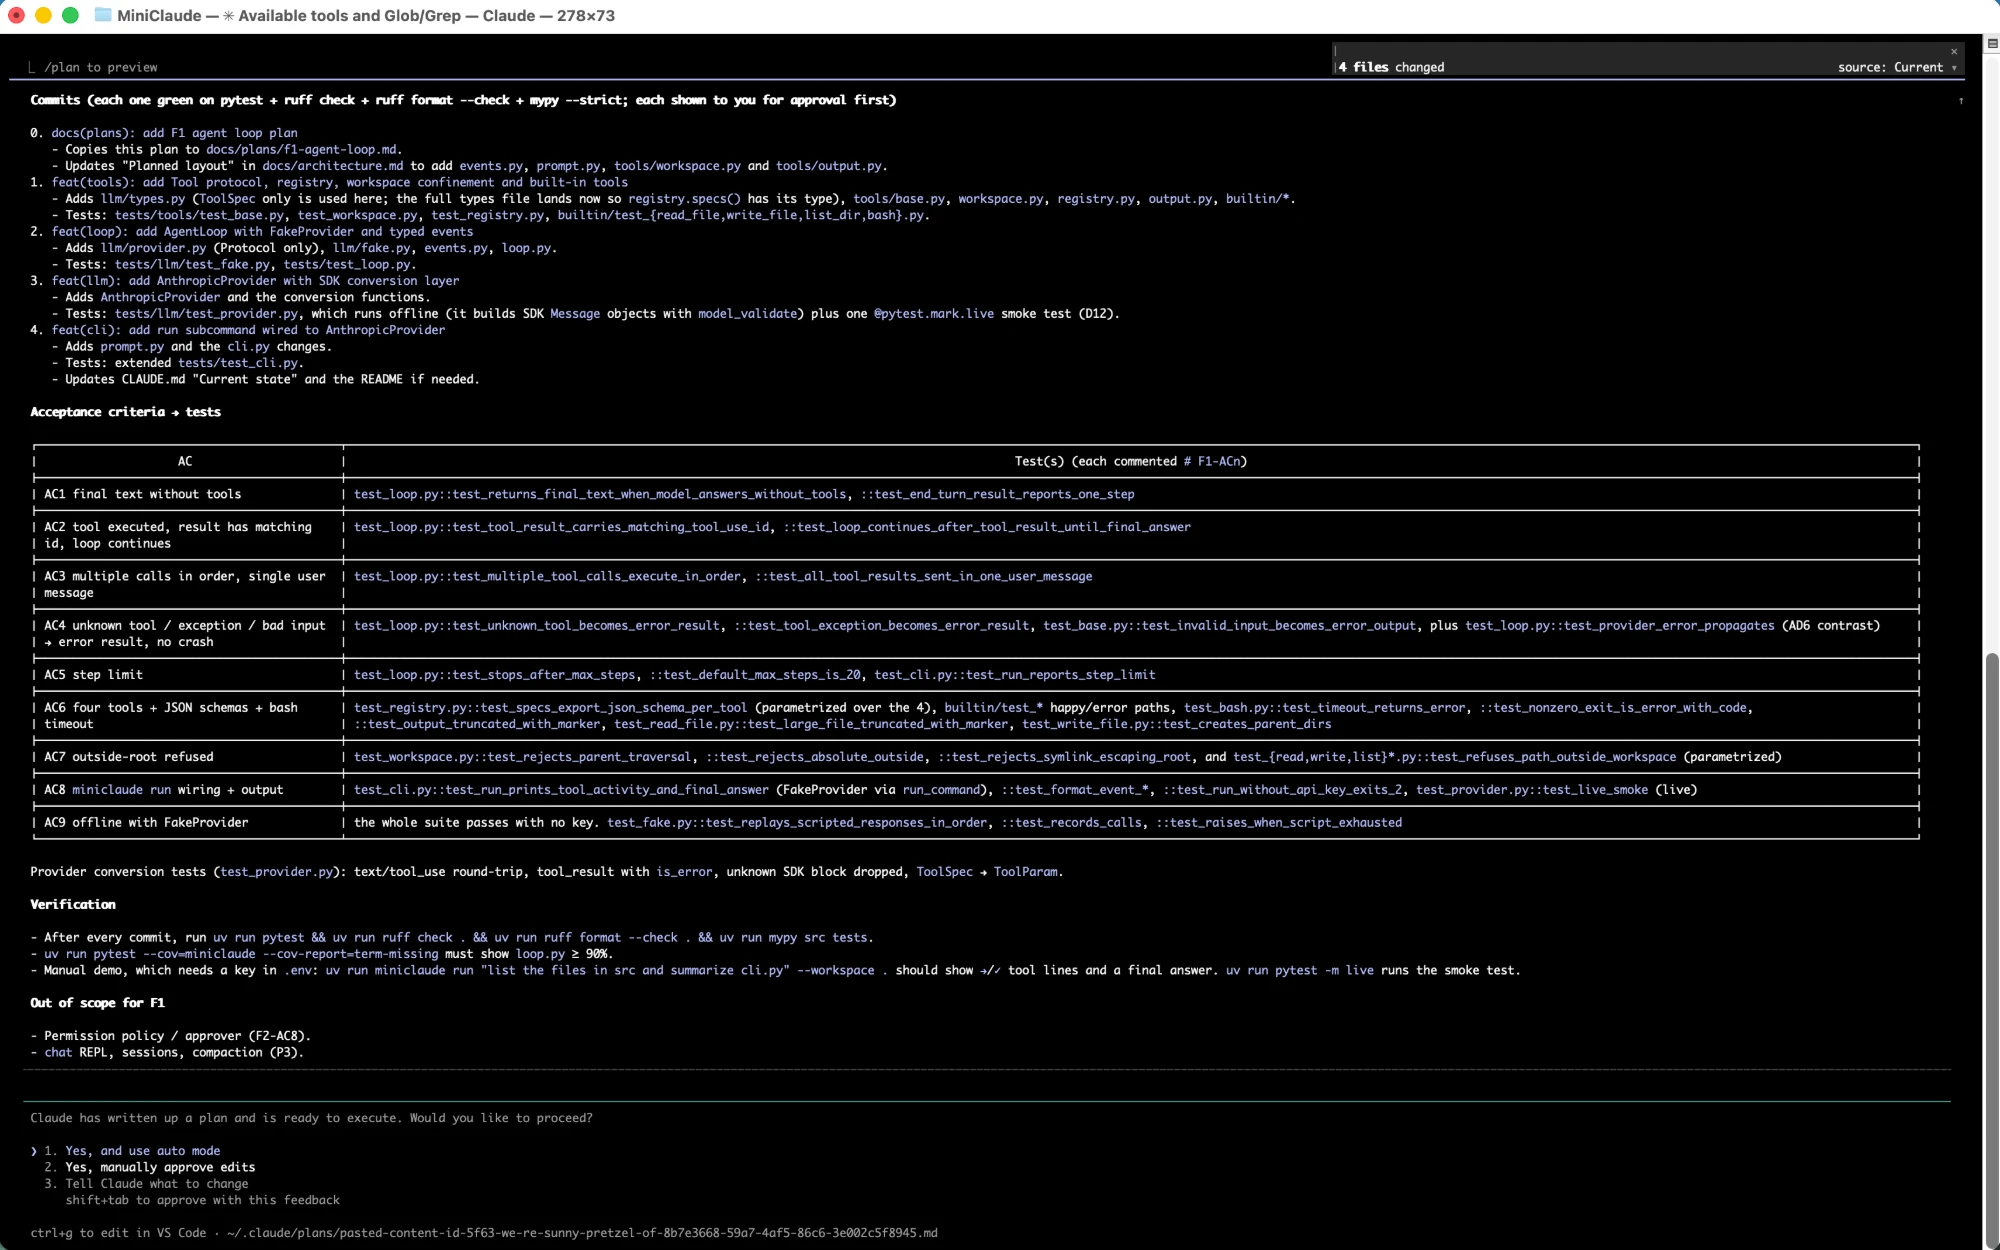 MiniClaude — ✳ Available tools and Glob/Grep — Claude — 278×73
⎿ /plan to preview
×
4 files changed
source: Current ▾
Commits (each one green on pytest + ruff check + ruff format --check + mypy --strict; each shown to you for approval first)
↑
0. docs(plans): add F1 agent loop plan
- Copies this plan to docs/plans/f1-agent-loop.md.
- Updates "Planned layout" in docs/architecture.md to add events.py, prompt.py, tools/workspace.py and tools/output.py.
1. feat(tools): add Tool protocol, registry, workspace confinement and built-in tools
- Adds llm/types.py (ToolSpec only is used here; the full types file lands now so registry.specs() has its type), tools/base.py, workspace.py, registry.py, output.py, builtin/*.
- Tests: tests/tools/test_base.py, test_workspace.py, test_registry.py, builtin/test_{read_file,write_file,list_dir,bash}.py.
2. feat(loop): add AgentLoop with FakeProvider and typed events
- Adds llm/provider.py (Protocol only), llm/fake.py, events.py, loop.py.
- Tests: tests/llm/test_fake.py, tests/test_loop.py.
3. feat(llm): add AnthropicProvider with SDK conversion layer
- Adds AnthropicProvider and the conversion functions.
- Tests: tests/llm/test_provider.py, which runs offline (it builds SDK Message objects with model_validate) plus one @pytest.mark.live smoke test (D12).
4. feat(cli): add run subcommand wired to AnthropicProvider
- Adds prompt.py and the cli.py changes.
- Tests: extended tests/test_cli.py.
- Updates CLAUDE.md "Current state" and the README if needed.
Acceptance criteria → tests
AC | Test(s) (each commented # F1-ACn)
AC1 final text without tools | test_loop.py::test_returns_final_text_when_model_answers_without_tools, ::test_end_turn_result_reports_one_step
AC2 tool executed, result has matching | test_loop.py::test_tool_result_carries_matching_tool_use_id, ::test_loop_continues_after_tool_result_until_final_answer
id, loop continues
AC3 multiple calls in order, single user | test_loop.py::test_multiple_tool_calls_execute_in_order, ::test_all_tool_results_sent_in_one_user_message
message
AC4 unknown tool / exception / bad input | test_loop.py::test_unknown_tool_becomes_error_result, ::test_tool_exception_becomes_error_result, test_base.py::test_invalid_input_becomes_error_output, plus test_loop.py::test_provider_error_propagates (AD6 contrast)
→ error result, no crash
AC5 step limit | test_loop.py::test_stops_after_max_steps, ::test_default_max_steps_is_20, test_cli.py::test_run_reports_step_limit
AC6 four tools + JSON schemas + bash | test_registry.py::test_specs_export_json_schema_per_tool (parametrized over the 4), builtin/test_* happy/error paths, test_bash.py::test_timeout_returns_error, ::test_nonzero_exit_is_error_with_code,
timeout | ::test_output_truncated_with_marker, test_read_file.py::test_large_file_truncated_with_marker, test_write_file.py::test_creates_parent_dirs
AC7 outside-root refused | test_workspace.py::test_rejects_parent_traversal, ::test_rejects_absolute_outside, ::test_rejects_symlink_escaping_root, and test_{read,write,list}*.py::test_refuses_path_outside_workspace (parametrized)
AC8 miniclaude run wiring + output | test_cli.py::test_run_prints_tool_activity_and_final_answer (FakeProvider via run_command), ::test_format_event_*, ::test_run_without_api_key_exits_2, test_provider.py::test_live_smoke (live)
AC9 offline with FakeProvider | the whole suite passes with no key. test_fake.py::test_replays_scripted_responses_in_order, ::test_records_calls, ::test_raises_when_script_exhausted
Provider conversion tests (test_provider.py): text/tool_use round-trip, tool_result with is_error, unknown SDK block dropped, ToolSpec → ToolParam.
Verification
- After every commit, run uv run pytest && uv run ruff check . && uv run ruff format --check . && uv run mypy src tests.
- uv run pytest --cov=miniclaude --cov-report=term-missing must show loop.py ≥ 90%.
- Manual demo, which needs a key in .env: uv run miniclaude run "list the files in src and summarize cli.py" --workspace . should show →/✓ tool lines and a final answer. uv run pytest -m live runs the smoke test.
Out of scope for F1
- Permission policy / approver (F2-AC8).
- chat REPL, sessions, compaction (P3).
Claude has written up a plan and is ready to execute. Would you like to proceed?
❯ 1. Yes, and use auto mode
2. Yes, manually approve edits
3. Tell Claude what to change
shift+tab to approve with this feedback
ctrl+g to edit in VS Code · ~/.claude/plans/pasted-content-id-5f63-we-re-sunny-pretzel-of-8b7e3668-59a7-4af5-86c6-3e002c5f8945.md